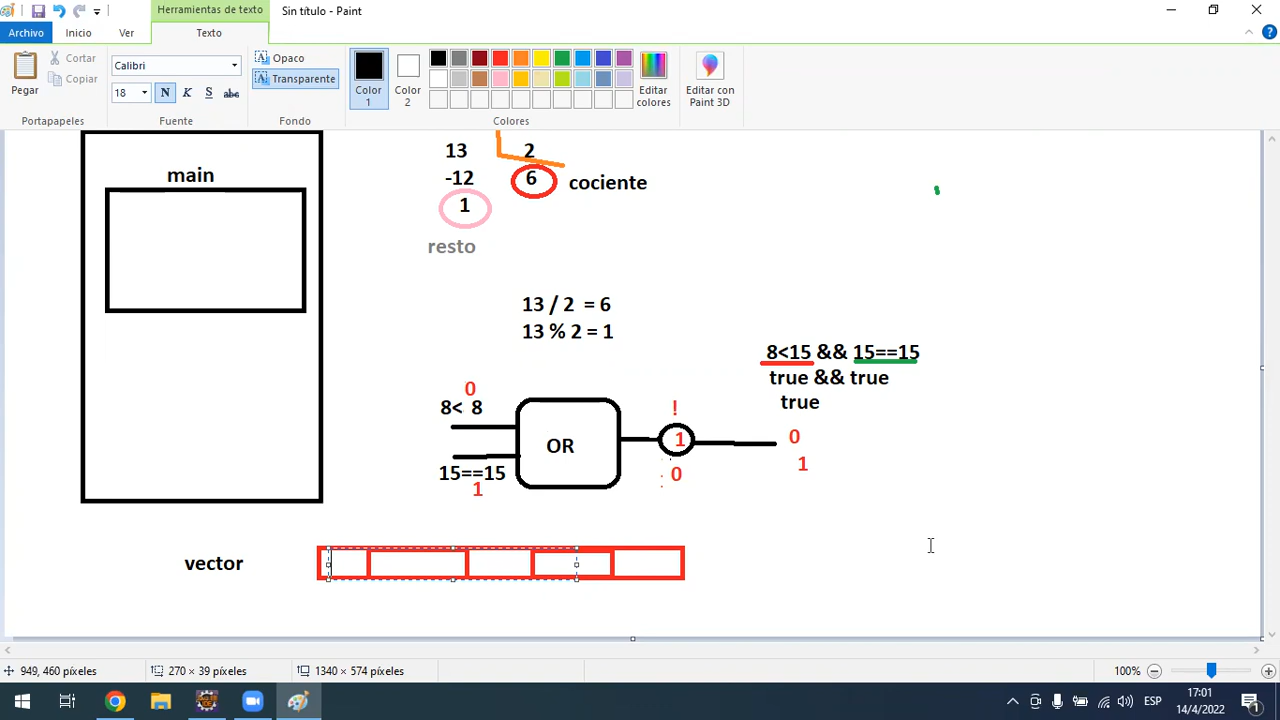 Herramientas de texto
Sin título - Paint
Archivo
Inicio
Ver
Texto
Pegar
Cortar
Copiar
Portapapeles
Calibri
18
N K S abc
Fuente
Opaco
Transparente
Fondo
Color 1
Color 2
Editar colores
Editar con Paint 3D
Colores
main
13 2
-12 6 cociente
1
resto
13 / 2 = 6
13 % 2 = 1
8<15 && 15==15
true && true
true
0
8< 8
OR
15==15
1
!
1
0
0
1
vector
949, 460 píxeles
270 × 39 píxeles
1340 × 574 píxeles
100%
ESP
17:01
14/4/2022
1